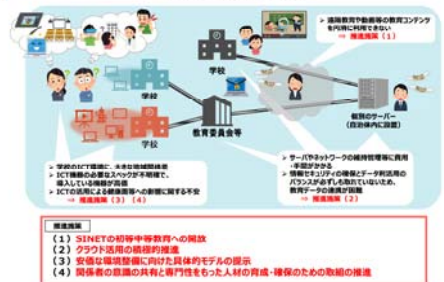 ➢ 遠隔教育や動画等の教育コンテンツ
を円滑に利用できない
⇒ 推進施策（１）
学校
学校
学校
教育委員会等
個別のサーバー
（自治体内に設置）
➢ 学校のICT環境に、大きな地域間格差
➢ ICT機器の必要なスペックが不明確で、
導入している機器が高価
➢ ICTの活用による健康面等への影響に関する不安
⇒ 推進施策（３）（４）
➢ サーバやネットワークの維持管理等に費用
・手間がかかる
➢ 情報セキュリティの確保とデータ利活用の
バランスが必ずしも取れていないため、
教育データの連携が困難
⇒ 推進施策（２）
推進施策
（１）SINETの初等中等教育への開放
（２）クラウド活用の積極的推進
（３）安価な環境整備に向けた具体的モデルの提示
（４）関係者の意識の共有と専門性をもった人材の育成・確保のための取組の推進